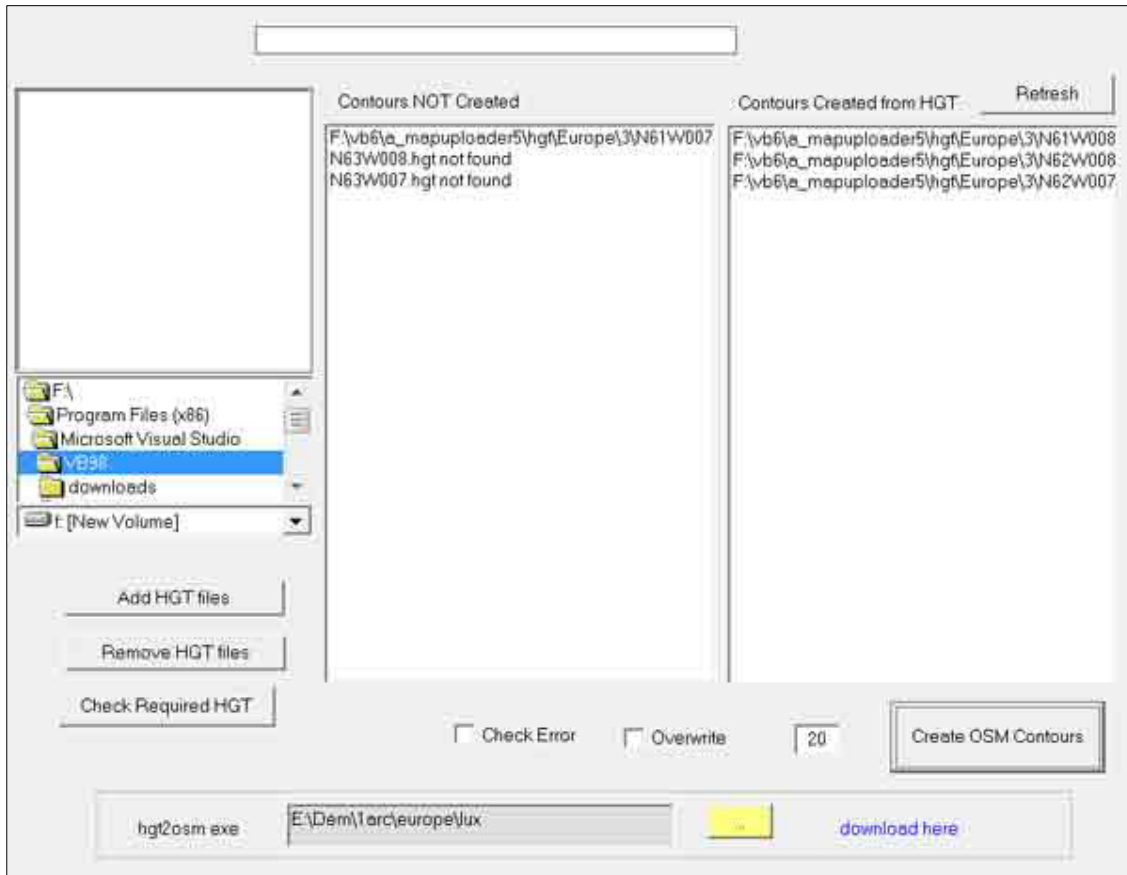 Contours NOT Created
Contours Created from HGT
Refresh
F:\vb6\a_mapuploader5\hgt\Europe\3\N61W007
N63W008.hgt not found
N63W007.hgt not found
F:\vb6\a_mapuploader5\hgt\Europe\3\N61W008
F:\vb6\a_mapuploader5\hgt\Europe\3\N62W008
F:\vb6\a_mapuploader5\hgt\Europe\3\N62W007
F:\
Program Files (x86)
Microsoft Visual Studio
VB98
downloads
f: [New Volume]
Add HGT files
Remove HGT files
Check Required HGT
Check Error
Overwrite
20
Create OSM Contours
hgt2osm exe
E:\Dem\1arc\europe\lux
...
download here